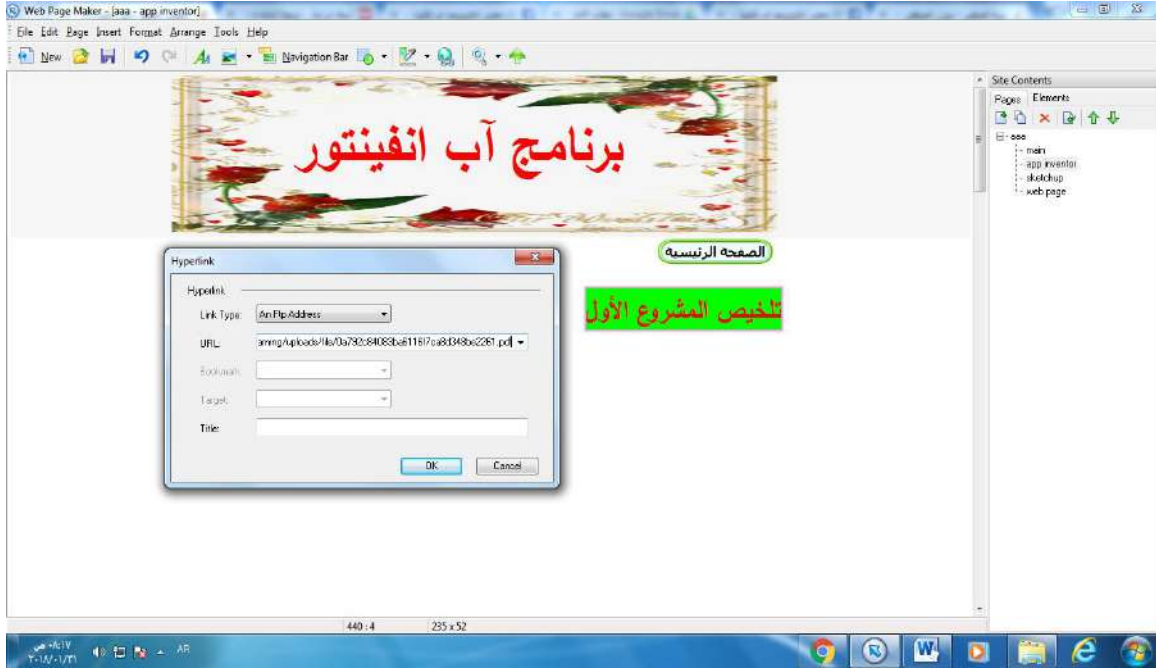 Web Page Maker - [aaa - app inventor]
File Edit Page Insert Format Arrange Tools Help
New Navigation Bar
برنامج آب انفينتور
الصفحة الرئيسية
تلخيص المشروع الأول
Hyperlink
Hyperlink
Link Type: An Ftp Address
URL:
Bookmark:
Target:
Title:
OK Cancel
Site Contents
Pages Elements
aaa
main
app inventor
sketchup
web page
440 : 4 235 x 52
AR